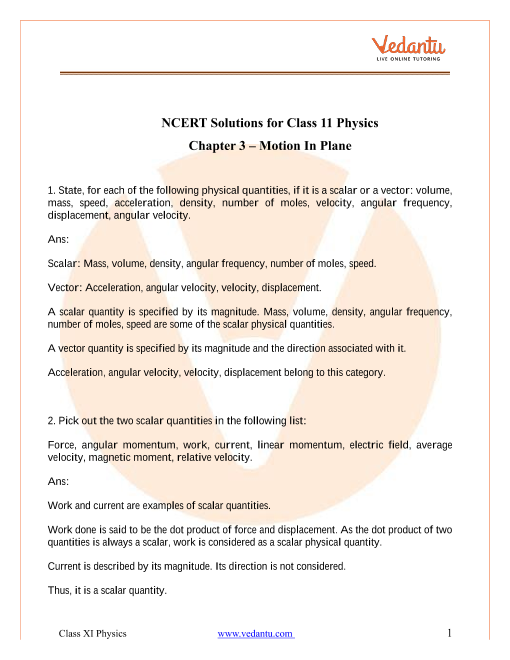 Vedantu
LIVE ONLINE TUTORING
NCERT Solutions for Class 11 Physics
Chapter 3 – Motion In Plane
1. State, for each of the following physical quantities, if it is a scalar or a vector: volume,
mass, speed, acceleration, density, number of moles, velocity, angular frequency,
displacement, angular velocity.
Ans:
Scalar: Mass, volume, density, angular frequency, number of moles, speed.
Vector: Acceleration, angular velocity, velocity, displacement.
A scalar quantity is specified by its magnitude. Mass, volume, density, angular frequency,
number of moles, speed are some of the scalar physical quantities.
A vector quantity is specified by its magnitude and the direction associated with it.
Acceleration, angular velocity, velocity, displacement belong to this category.
2. Pick out the two scalar quantities in the following list:
Force, angular momentum, work, current, linear momentum, electric field, average
velocity, magnetic moment, relative velocity.
Ans:
Work and current are examples of scalar quantities.
Work done is said to be the dot product of force and displacement. As the dot product of two
quantities is always a scalar, work is considered as a scalar physical quantity.
Current is described by its magnitude. Its direction is not considered.
Thus, it is a scalar quantity.
Class XI Physics www.vedantu.com 1